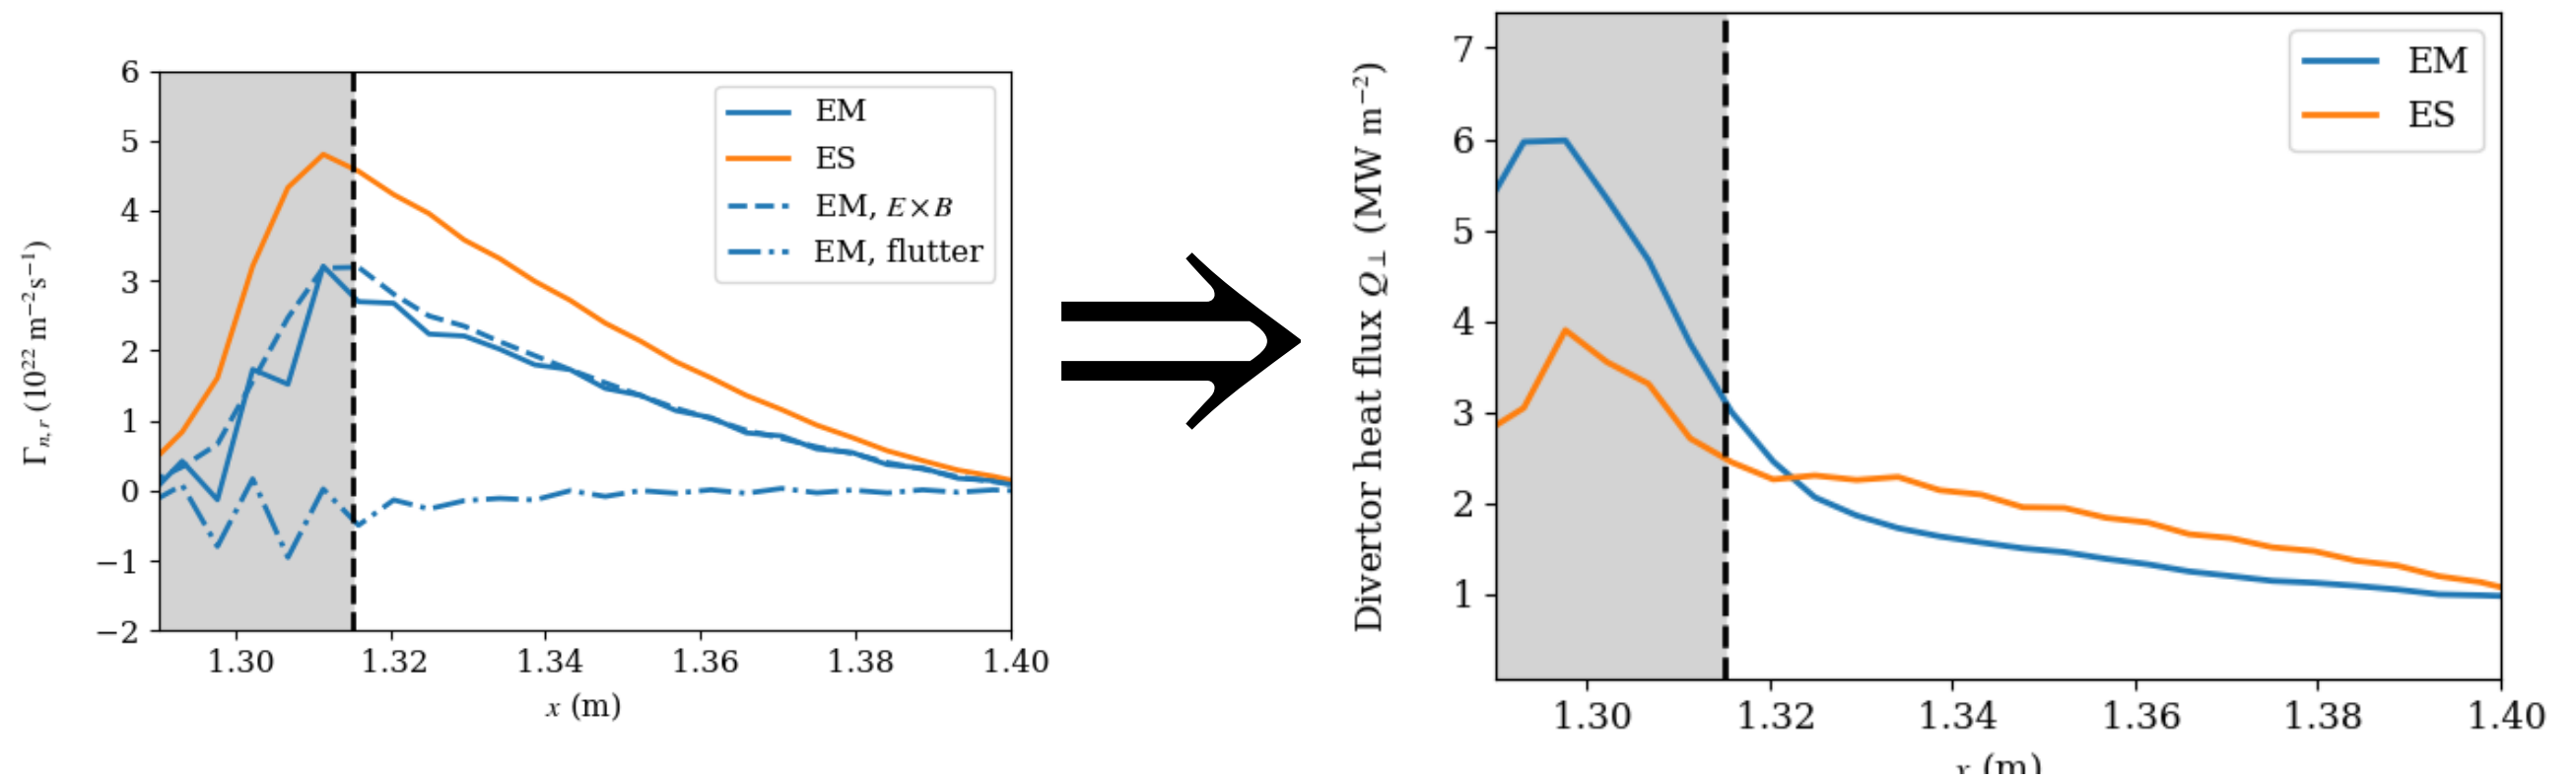 Γn,r (10²² m⁻²s⁻¹)
6
5
4
3
2
1
0
−1
−2
EM
ES
EM, E×B
EM, flutter
1.30 1.32 1.34 1.36 1.38 1.40
x (m)
Divertor heat flux Q⊥ (MW m⁻²)
7
6
5
4
3
2
1
EM
ES
1.30 1.32 1.34 1.36 1.38 1.40
x (m)